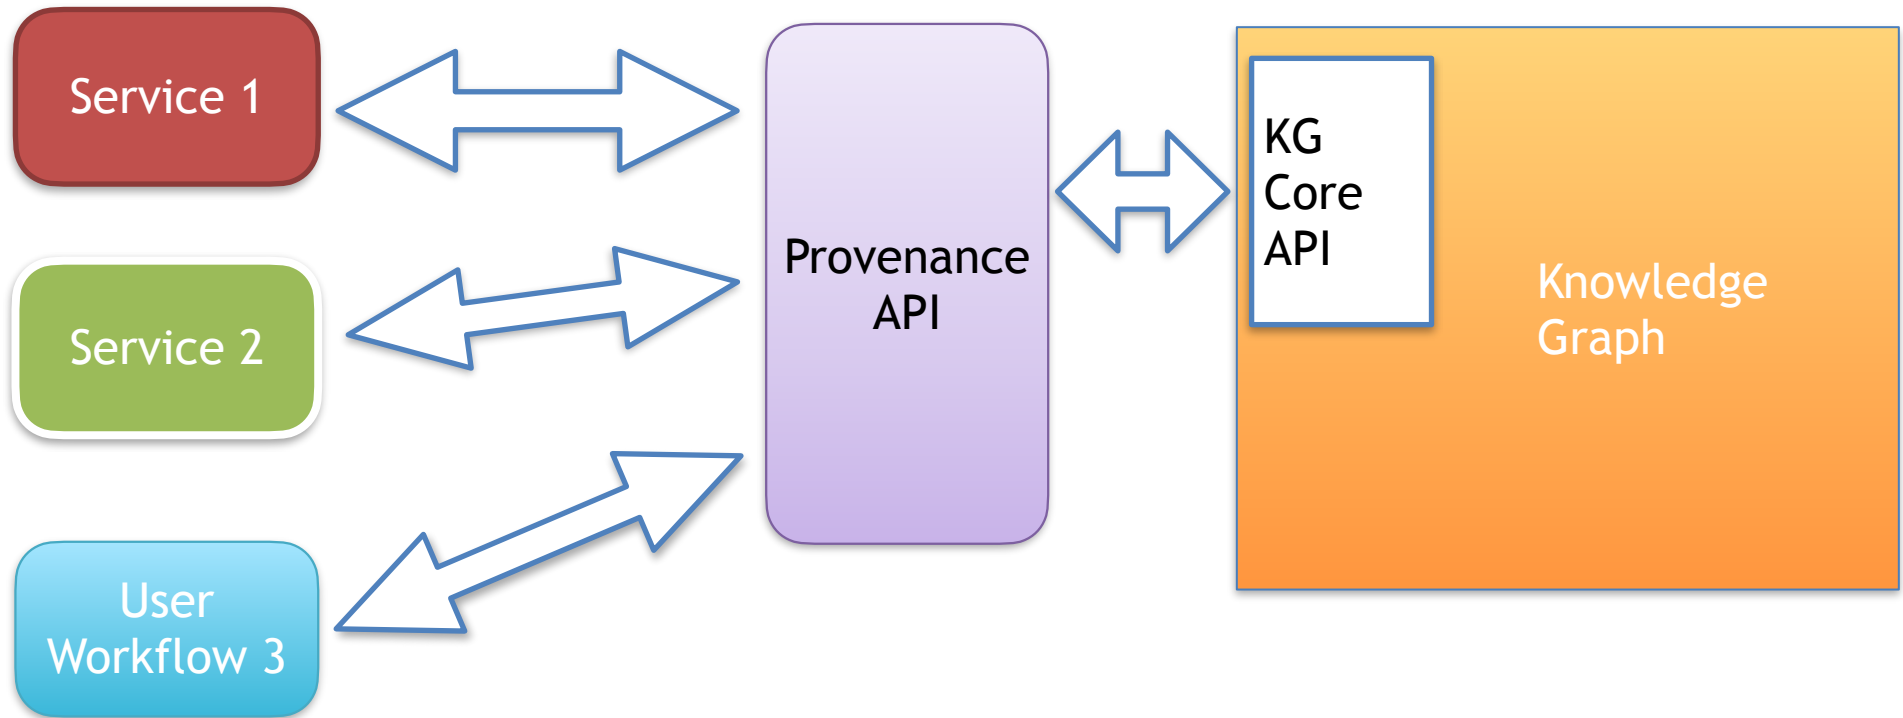 Service 1
Service 2
User
Workflow 3
Provenance
API
KG
Core
API
Knowledge
Graph